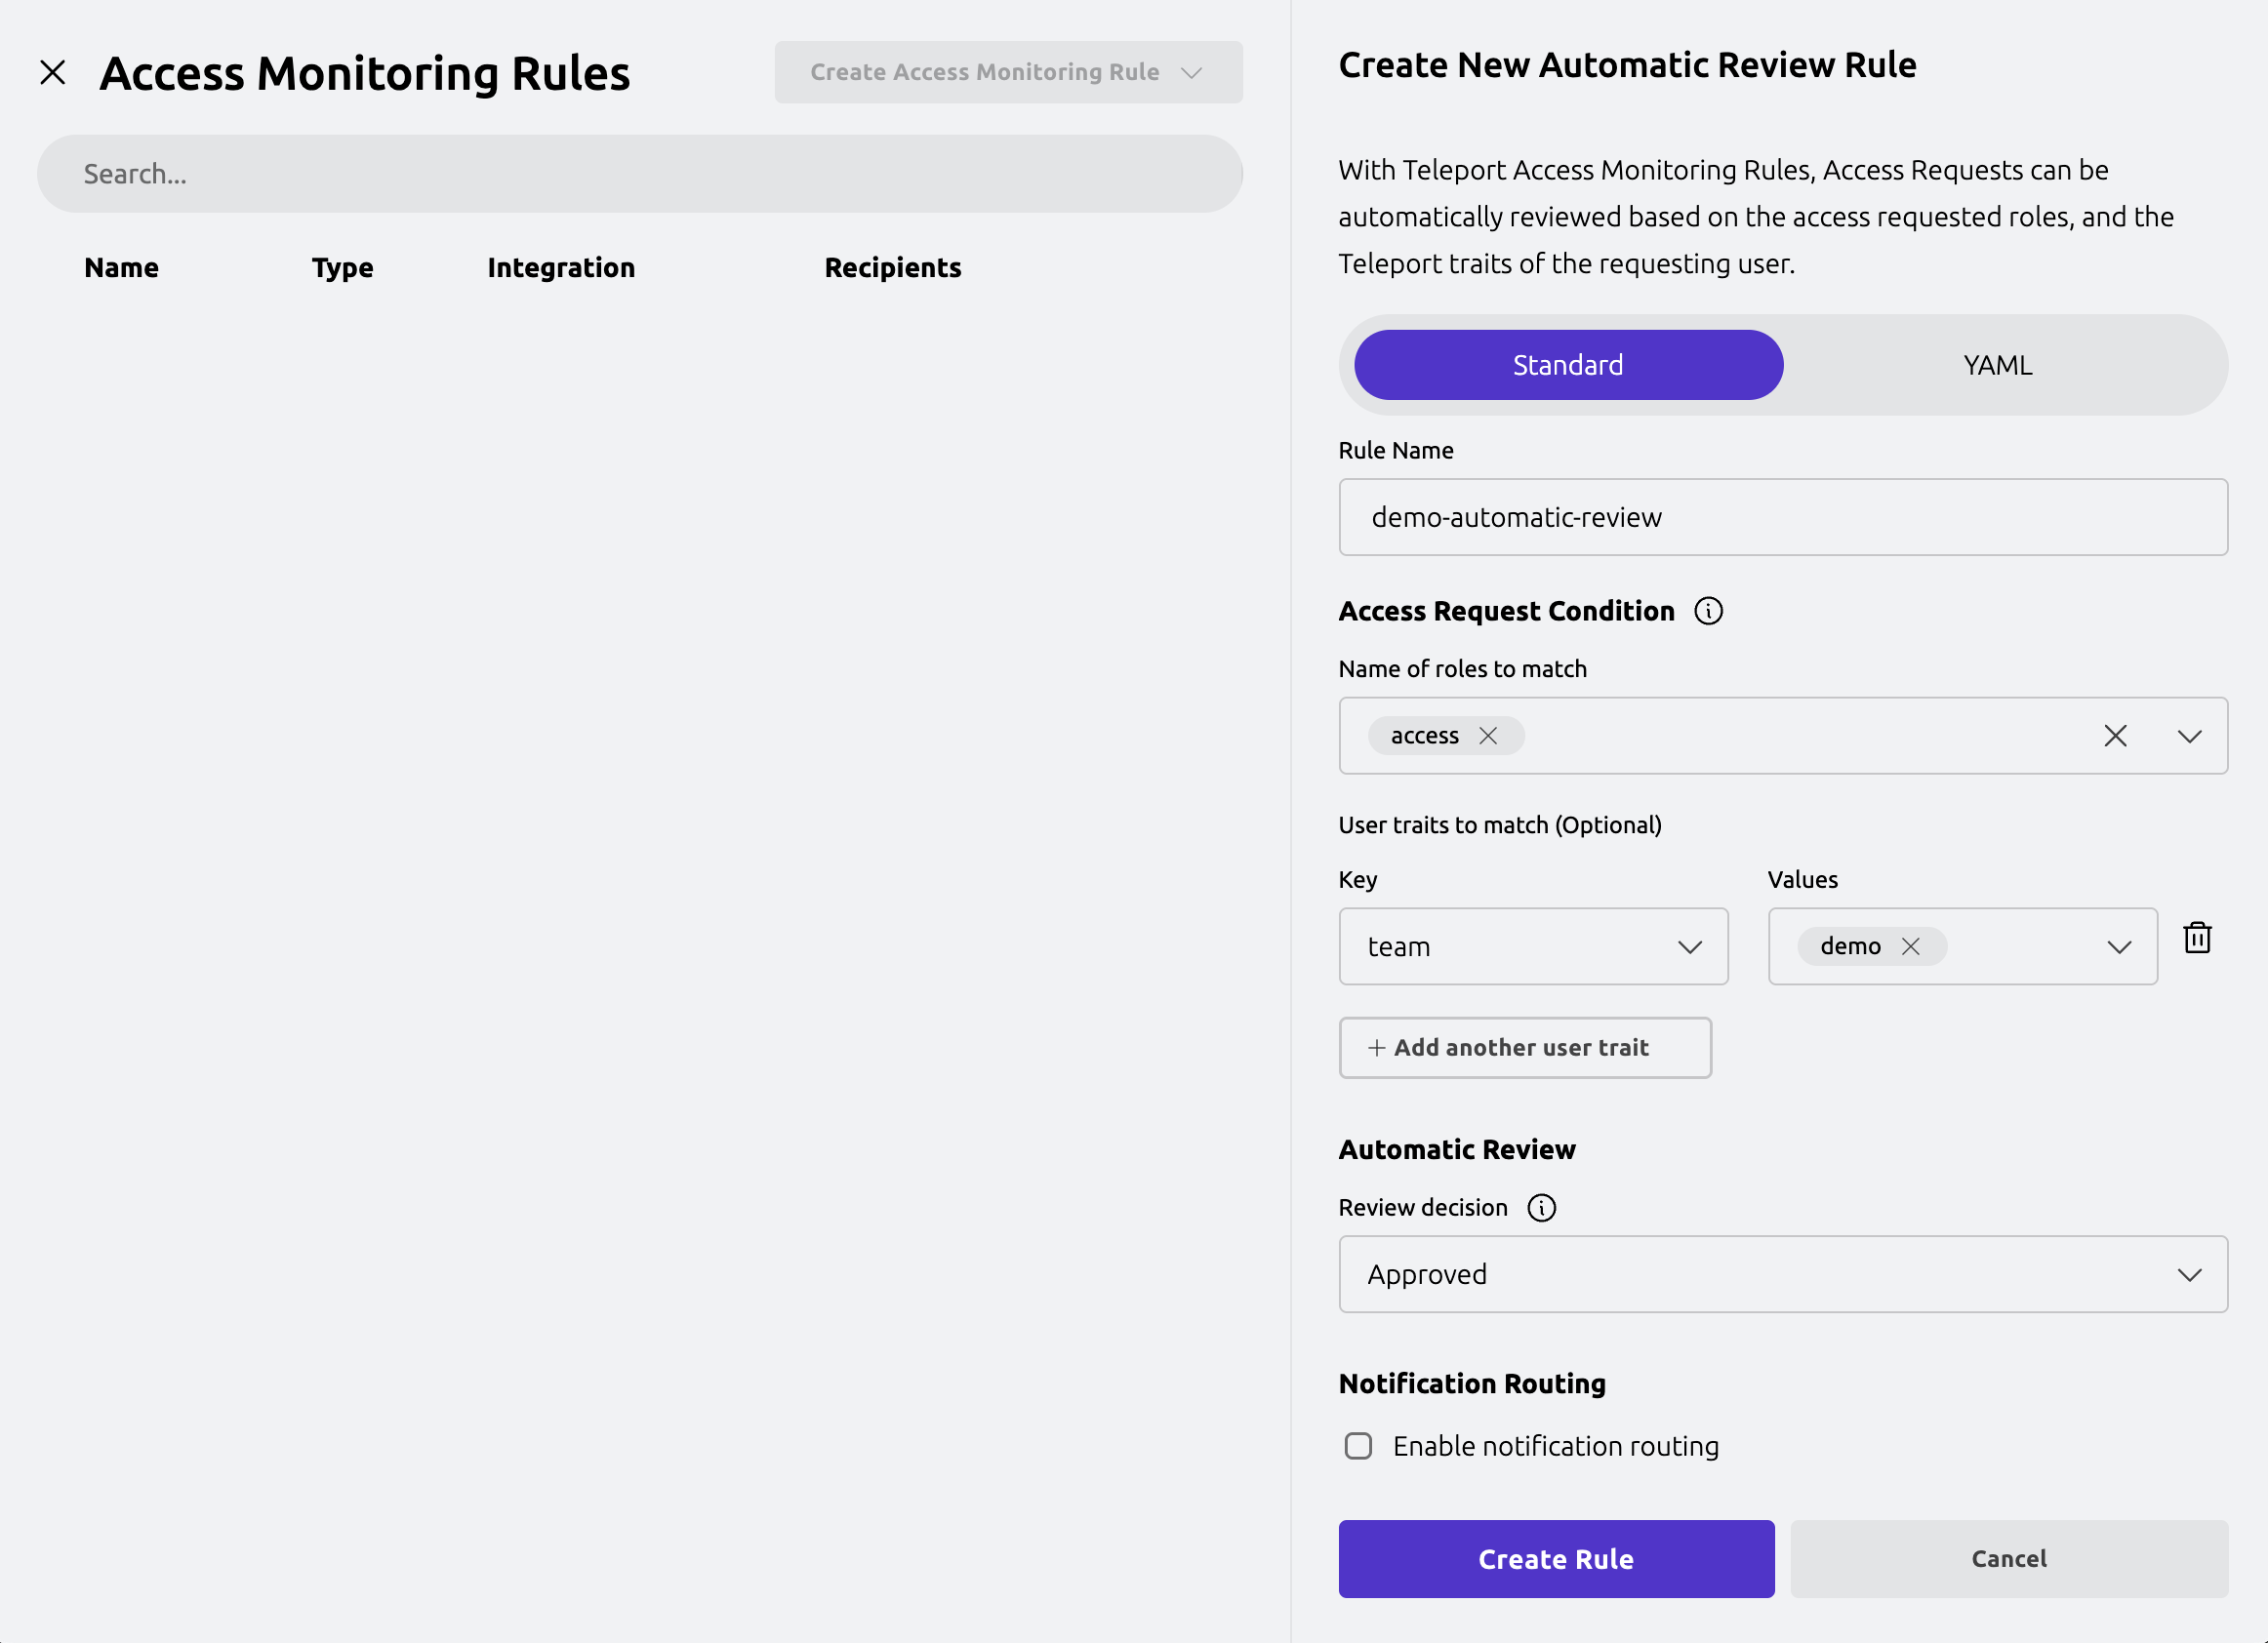 Access Monitoring Rules
Create Access Monitoring Rule
Search...
Name Type Integration Recipients
Create New Automatic Review Rule
With Teleport Access Monitoring Rules, Access Requests can be
automatically reviewed based on the access requested roles, and the
Teleport traits of the requesting user.
Standard YAML
Rule Name
demo-automatic-review
Access Request Condition
Name of roles to match
access
User traits to match (Optional)
Key Values
team demo
+ Add another user trait
Automatic Review
Review decision
Approved
Notification Routing
Enable notification routing
Create Rule Cancel